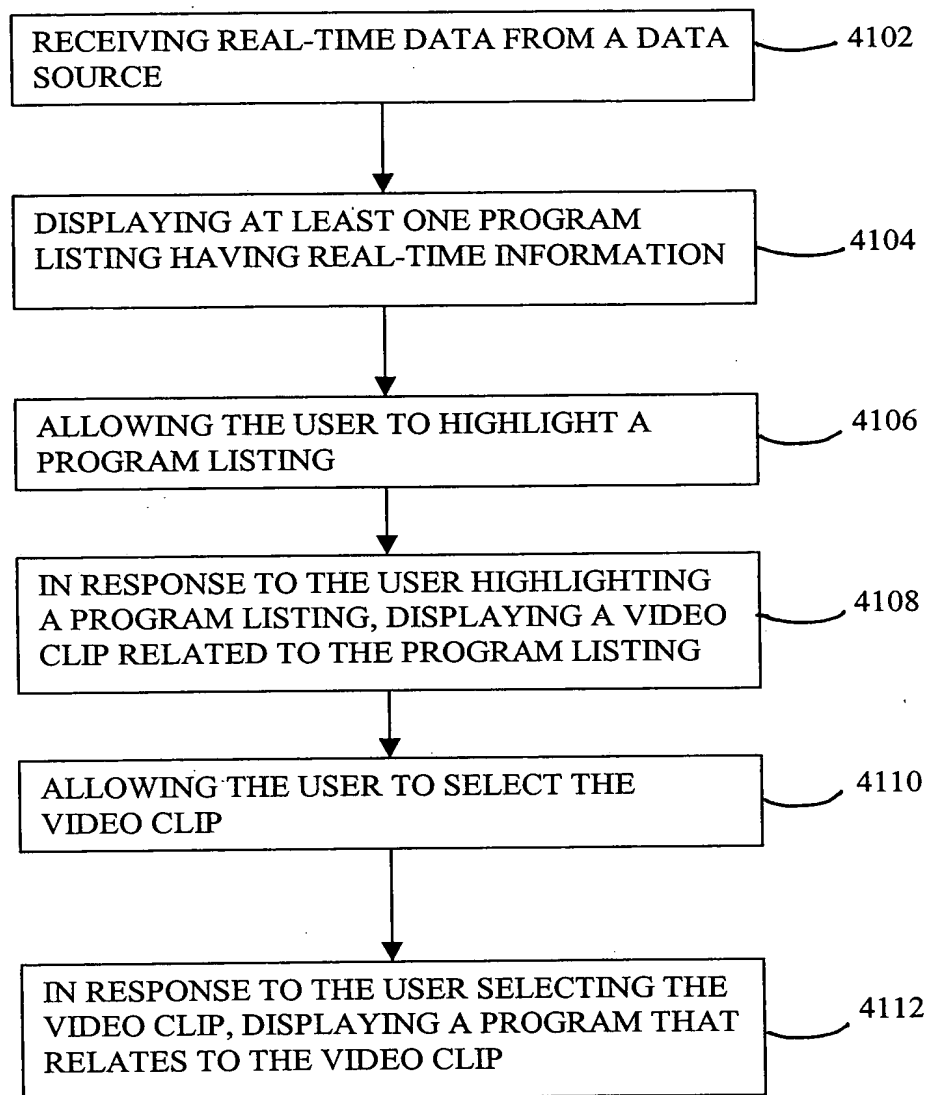 RECEIVING REAL-TIME DATA FROM A DATA
SOURCE
4102
DISPLAYING AT LEAST ONE PROGRAM
LISTING HAVING REAL-TIME INFORMATION
4104
ALLOWING THE USER TO HIGHLIGHT A
PROGRAM LISTING
4106
IN RESPONSE TO THE USER HIGHLIGHTING
A PROGRAM LISTING, DISPLAYING A VIDEO
CLIP RELATED TO THE PROGRAM LISTING
4108
ALLOWING THE USER TO SELECT THE
VIDEO CLIP
4110
IN RESPONSE TO THE USER SELECTING THE
VIDEO CLIP, DISPLAYING A PROGRAM THAT
RELATES TO THE VIDEO CLIP
4112